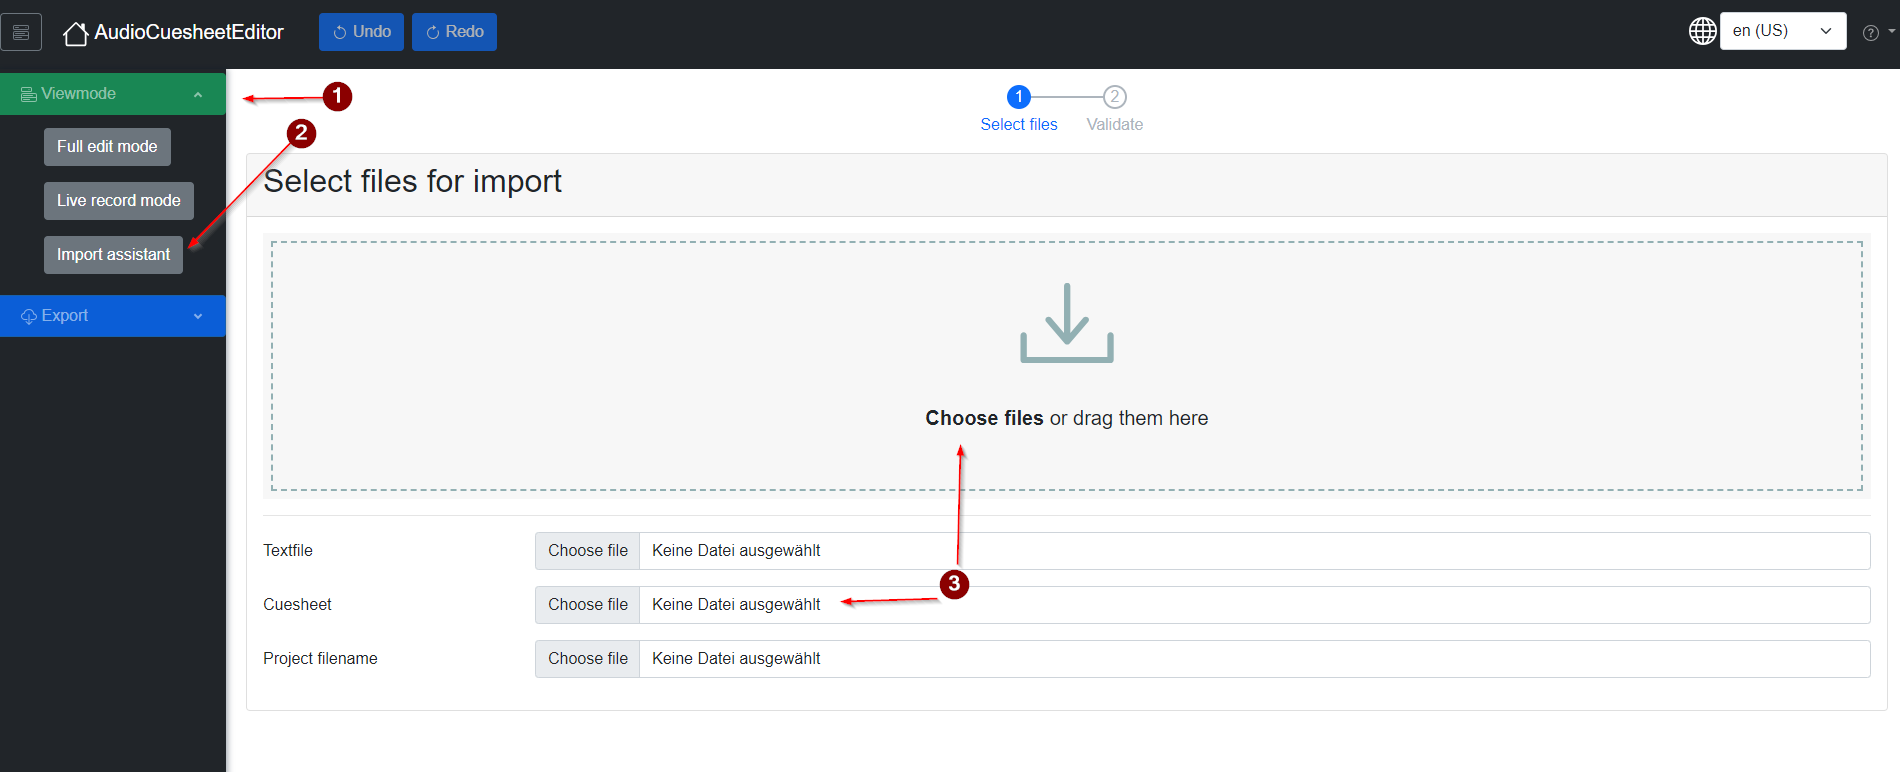 AudioCuesheetEditor Undo Redo en (US) ?
Viewmode 1
2
Full edit mode
Live record mode
Import assistant
Export
1 2
Select files Validate
Select files for import
Choose files or drag them here
Textfile Choose file Keine Datei ausgewählt
3
Cuesheet Choose file Keine Datei ausgewählt
Project filename Choose file Keine Datei ausgewählt